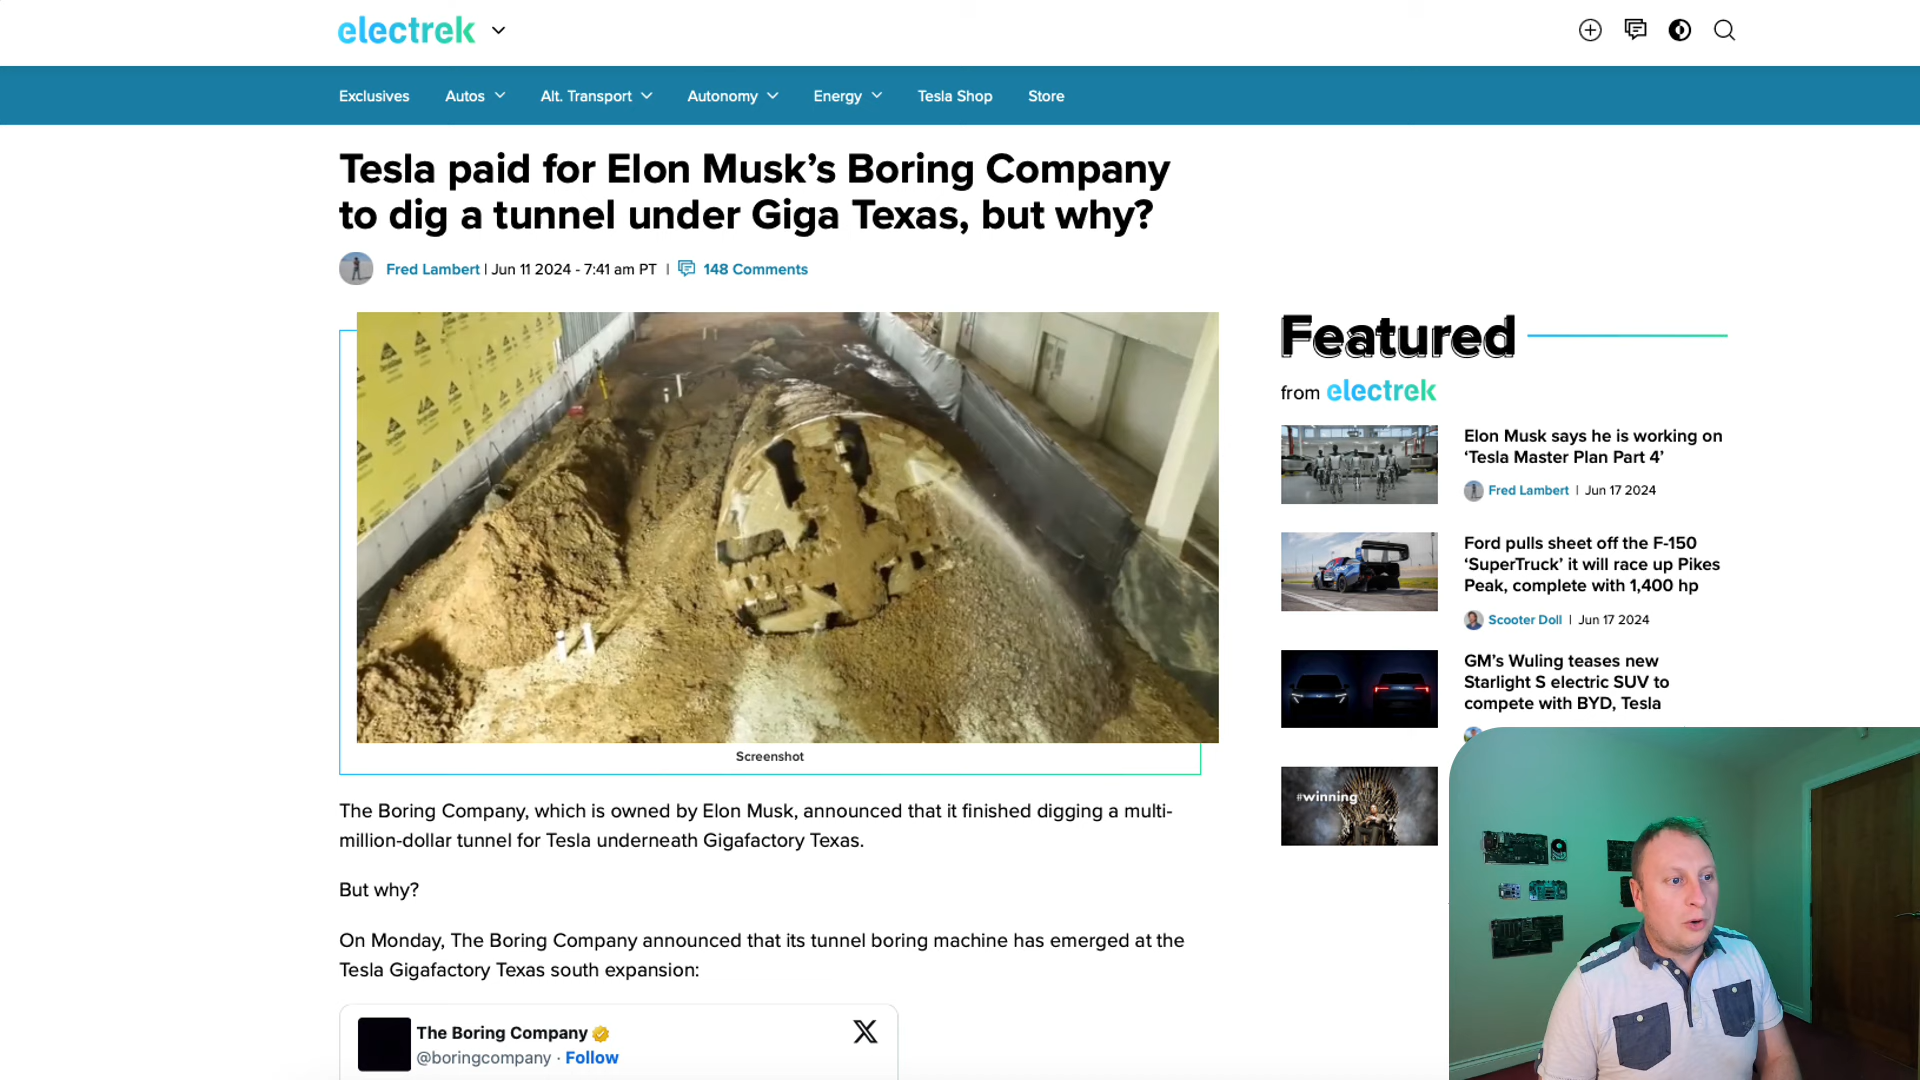 electrek
Exclusives Autos Alt. Transport Autonomy Energy Tesla Shop Store
Tesla paid for Elon Musk’s Boring Company
to dig a tunnel under Giga Texas, but why?
Fred Lambert | Jun 11 2024 - 7:41 am PT | 148 Comments
Screenshot
The Boring Company, which is owned by Elon Musk, announced that it finished digging a multi-
million-dollar tunnel for Tesla underneath Gigafactory Texas.
But why?
On Monday, The Boring Company announced that its tunnel boring machine has emerged at the
Tesla Gigafactory Texas south expansion:
The Boring Company
@boringcompany · Follow
Featured
from electrek
Elon Musk says he is working on
‘Tesla Master Plan Part 4’
Fred Lambert | Jun 17 2024
Ford pulls sheet off the F-150
‘SuperTruck’ it will race up Pikes
Peak, complete with 1,400 hp
Scooter Doll | Jun 17 2024
GM’s Wuling teases new
Starlight S electric SUV to
compete with BYD, Tesla
#winning